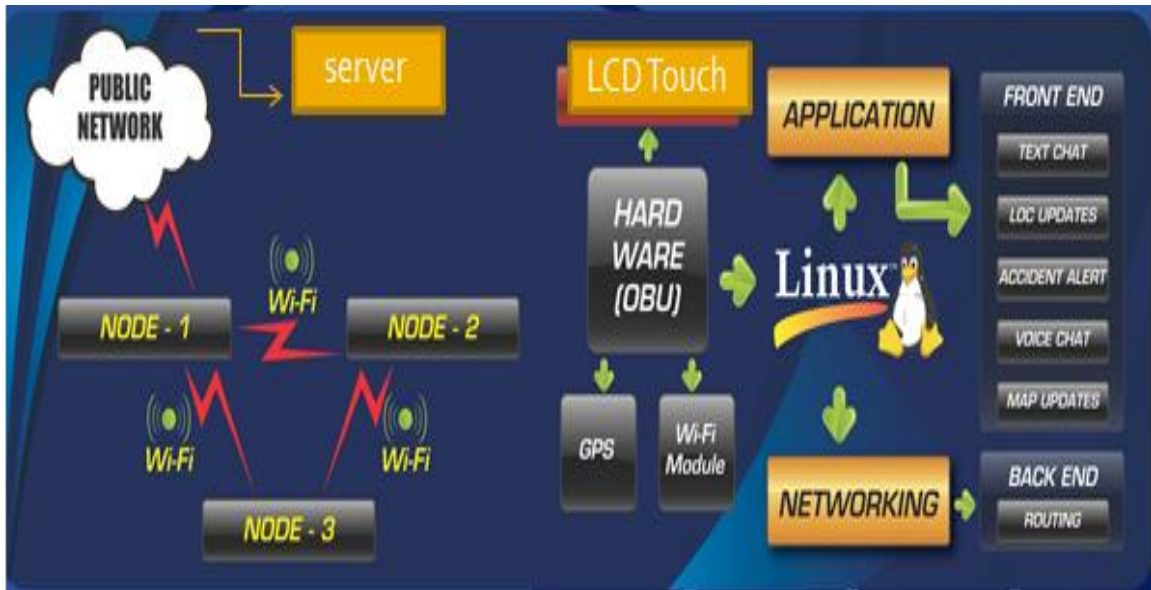 PUBLIC
NETWORK
server
Wi-Fi
NODE - 1
NODE - 2
Wi-Fi
Wi-Fi
NODE - 3
LCD Touch
HARD
WARE
(OBU)
GPS
Wi-Fi
Module
APPLICATION
Linux™
NETWORKING
FRONT END
TEXT CHAT
LOC UPDATES
ACCIDENT ALERT
VOICE CHAT
MAP UPDATES
BACK END
ROUTING